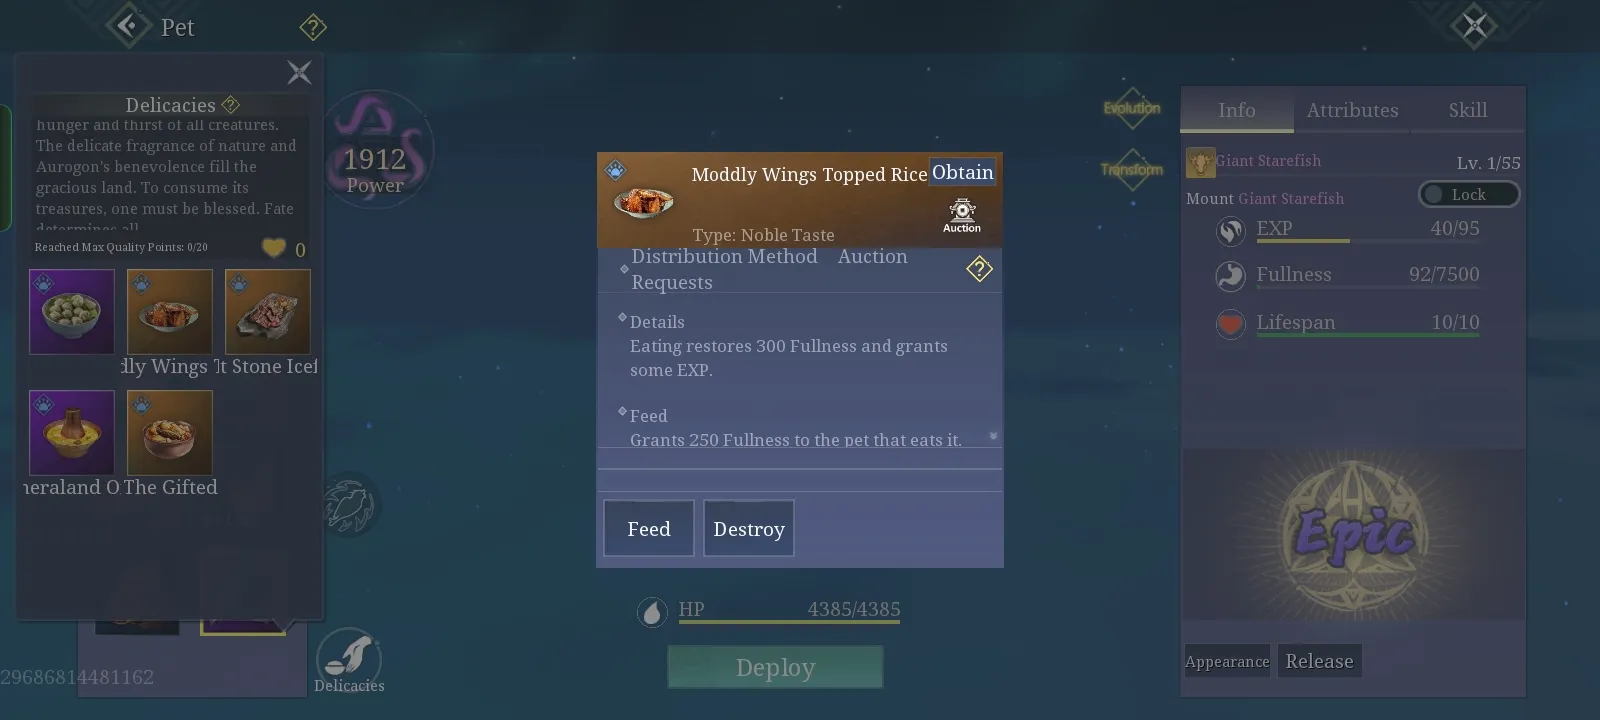 Pet
Delicacies
hunger and thirst of all creatures.
The delicate fragrance of nature and
Aurogon's benevolence fill the
gracious land. To consume its
treasures, one must be blessed. Fate
determines all
Reached Max Quality Points: 0/20
0
dly Wings T
It Stone Icef
neraland O
The Gifted
29686814481162
Delicacies
1912
Power
Moddly Wings Topped Rice
Obtain
Auction
Type: Noble Taste
Distribution Method Auction
Requests
Details
Eating restores 300 Fullness and grants
some EXP.
Feed
Grants 250 Fullness to the pet that eats it.
Feed
Destroy
HP 4385/4385
Deploy
Evolution
Transform
Info
Attributes
Skill
Giant Starefish
Lv. 1/55
Mount Giant Starefish
Lock
EXP 40/95
Fullness 92/7500
Lifespan 10/10
Epic
Appearance
Release